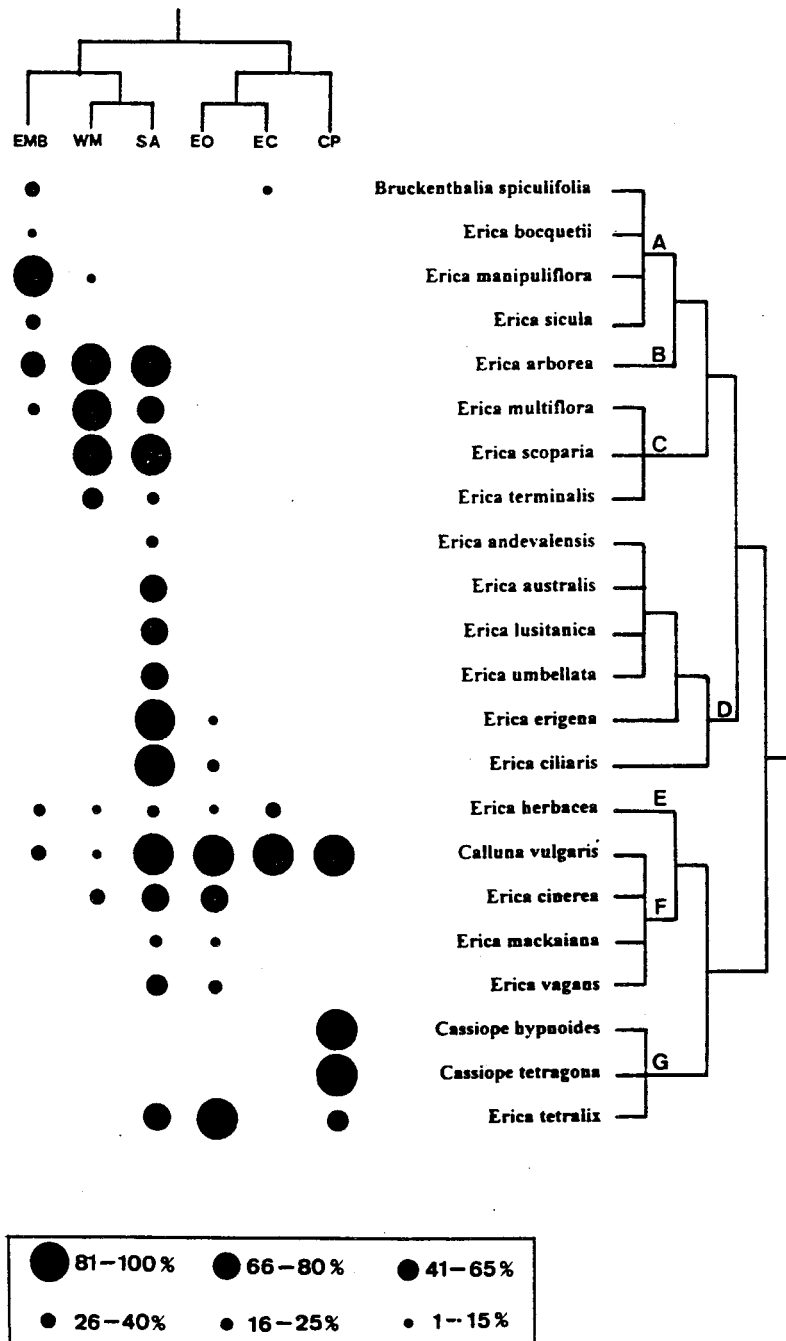 EMB WM SA EO EC CP
Bruckenthalia spiculifolia
Erica bocquetii
A
Erica manipuliflora
Erica sicula
Erica arborea B
Erica multiflora
Erica scoparia C
Erica terminalis
Erica andevalensis
Erica australis
Erica lusitanica
Erica umbellata
Erica erigena D
Erica ciliaris
Erica herbacea E
Calluna vulgaris
Erica cinerea F
Erica mackaiana
Erica vagans
Cassiope hypnoides
Cassiope tetragona G
Erica tetralix
81-100% 66-80% 41-65%
26-40% 16-25% 1-15%